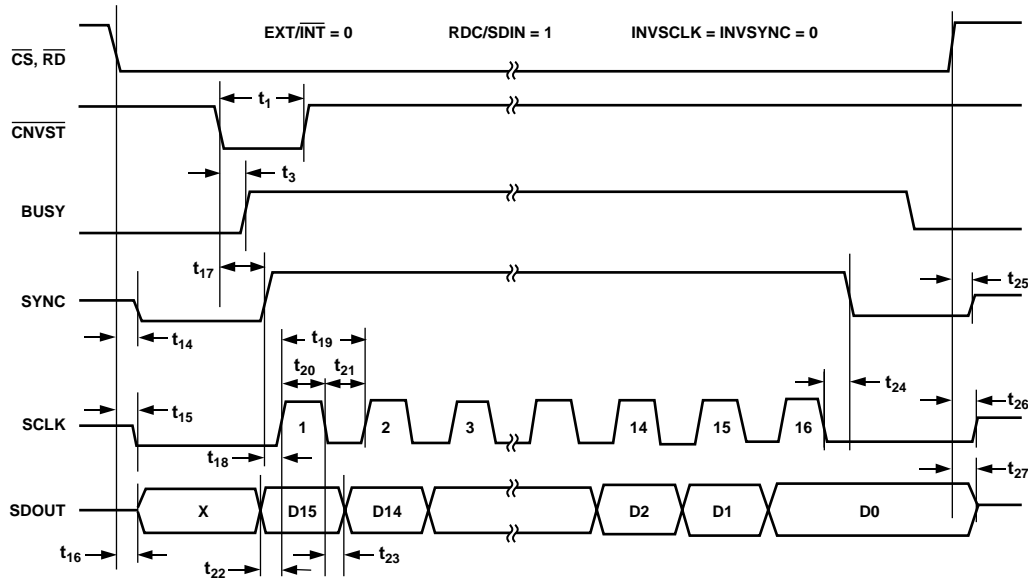 EXT/INT = 0 RDC/SDIN = 1 INVSCLK = INVSYNC = 0
CS, RD
t1
CNVST
t3
BUSY
t17
SYNC
t25
t14
t19
t20 t21
t24
t15
t26
SCLK
1 2 3 14 15 16
t18
t27
SDOUT
X D15 D14 D2 D1 D0
t16
t22
t23